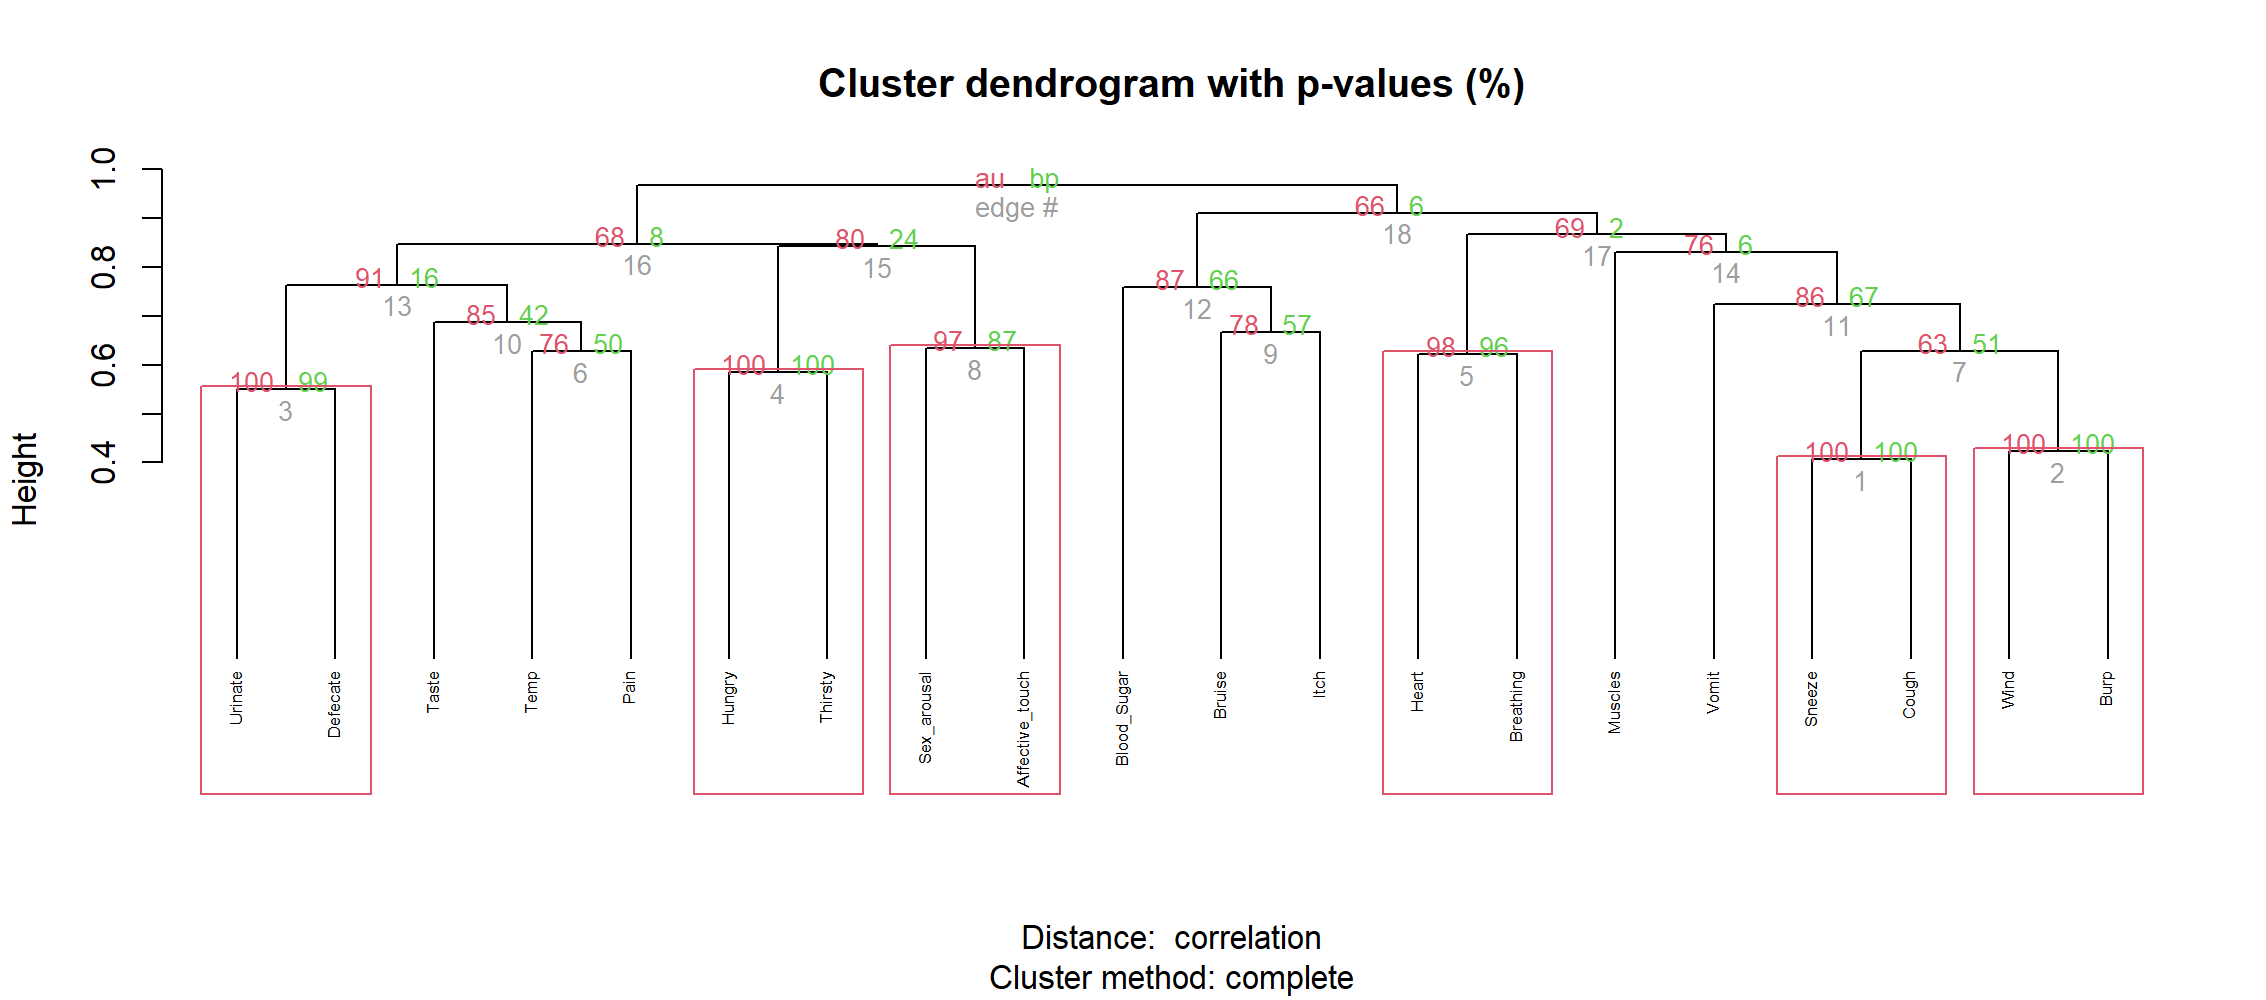 Cluster dendrogram with p-values (%)
Height
1.0
0.8
0.6
0.4
au bp
edge #
66 6
18
69 2
17
68 8
16
80 24
15
76 6
14
91 16
13
87 66
12
86 67
11
85 42
10
78 57
9
97 87
8
63 51
7
76 50
6
98 96
5
100 100
4
100 99
3
100 100
2
100 100
1
Urinate
Defecate
Taste
Temp
Pain
Hungry
Thirsty
Sex_arousal
Affective_touch
Blood_Sugar
Bruise
Itch
Heart
Breathing
Muscles
Vomit
Sneeze
Cough
Wind
Burp
Distance: correlation
Cluster method: complete